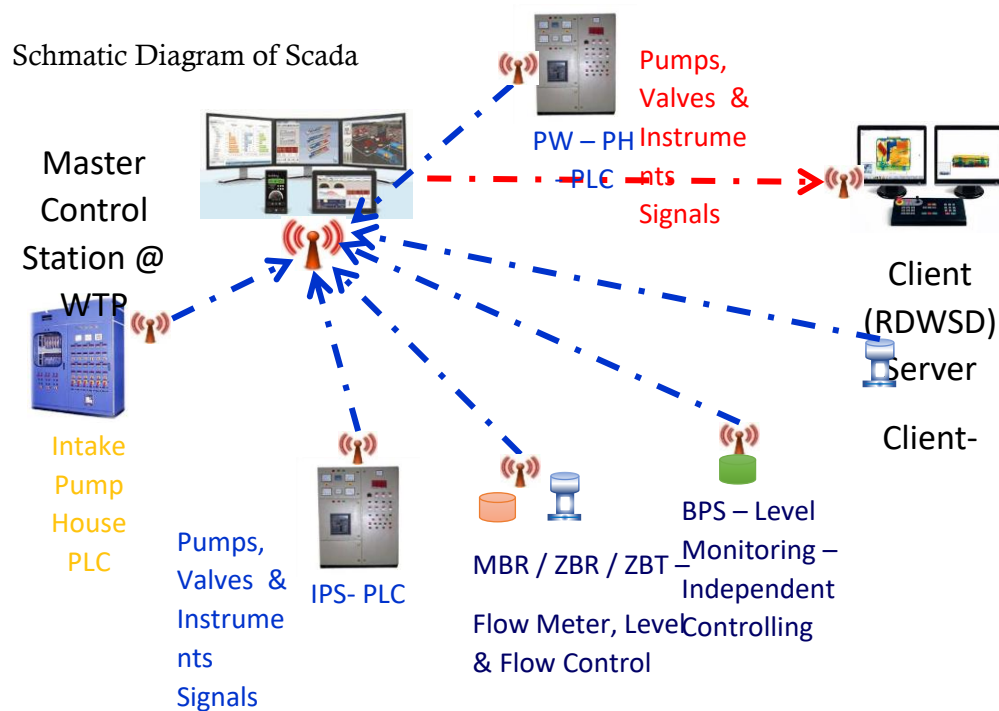 Schmatic Diagram of Scada
Master
Control
Station @
WTP
PW – PH
- PLC
Pumps,
Valves &
Instrume
nts
Signals
Client
(RDWSD)
Server
Client-
Intake
Pump
House
PLC
Pumps,
Valves &
Instrume
nts
Signals
IPS- PLC
MBR / ZBR / ZBT –
Flow Meter, Level
& Flow Control
BPS – Level
Monitoring –
Independent
Controlling